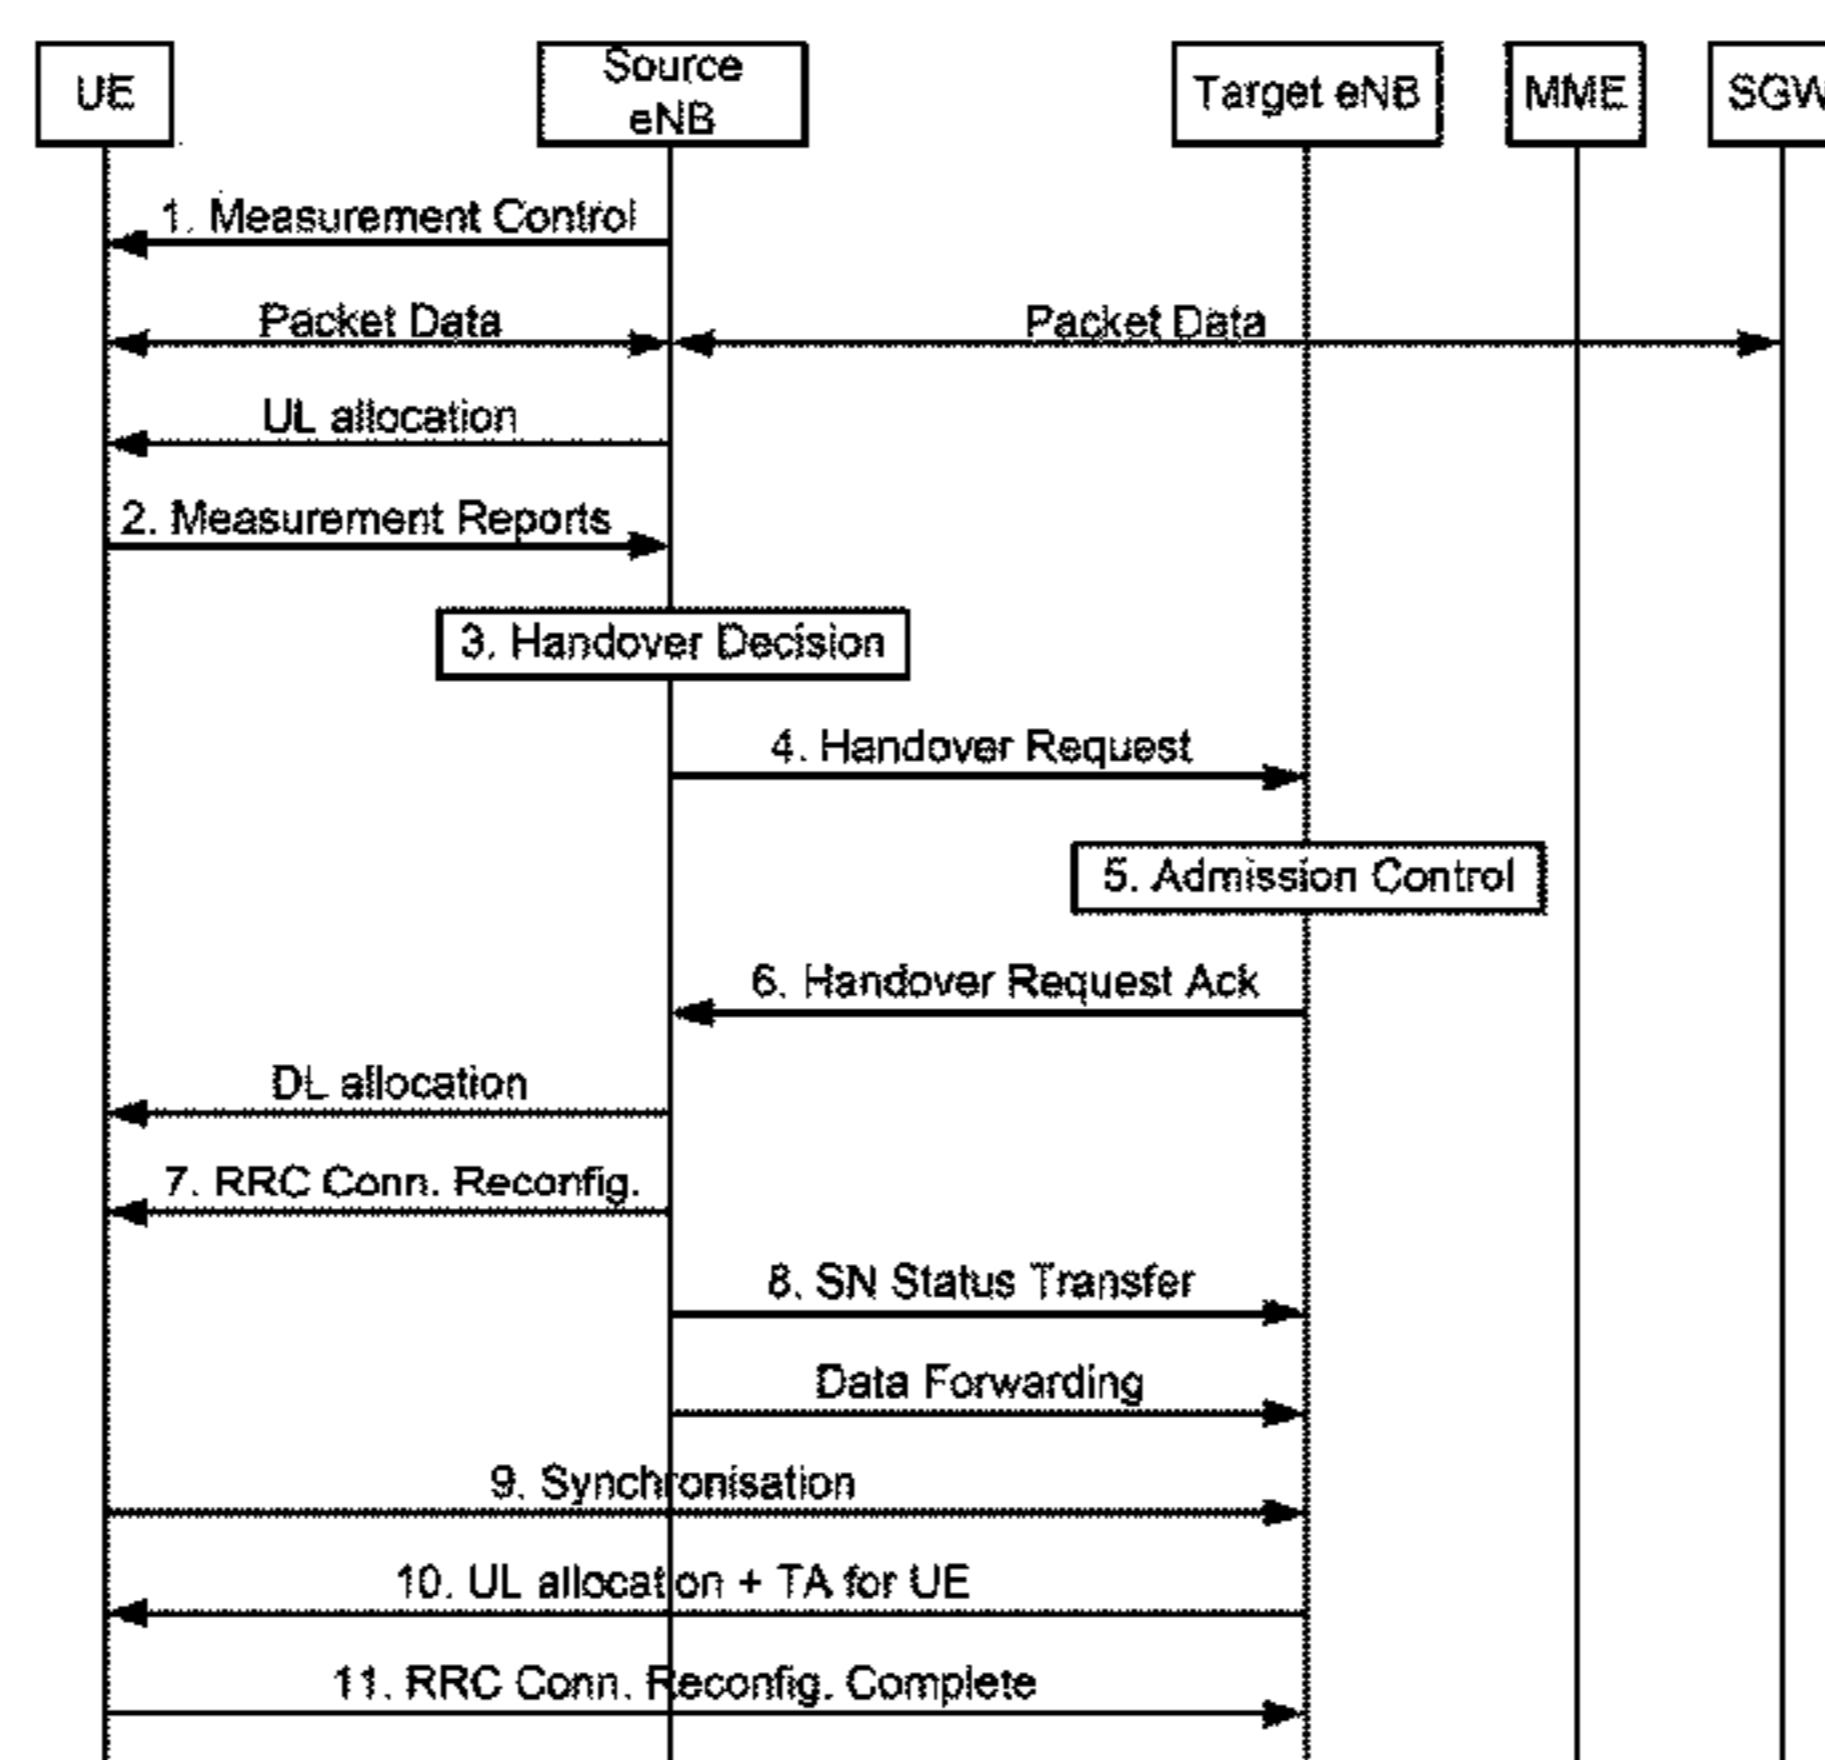 UE
Source
eNB
Target eNB
MME
SGW
1. Measurement Control
Packet Data
Packet Data
UL allocation
2. Measurement Reports
3. Handover Decision
4. Handover Request
5. Admission Control
6. Handover Request Ack
DL allocation
7. RRC Conn. Reconfig.
8. SN Status Transfer
Data Forwarding
9. Synchronisation
10. UL allocation + TA for UE
11. RRC Conn. Reconfig. Complete